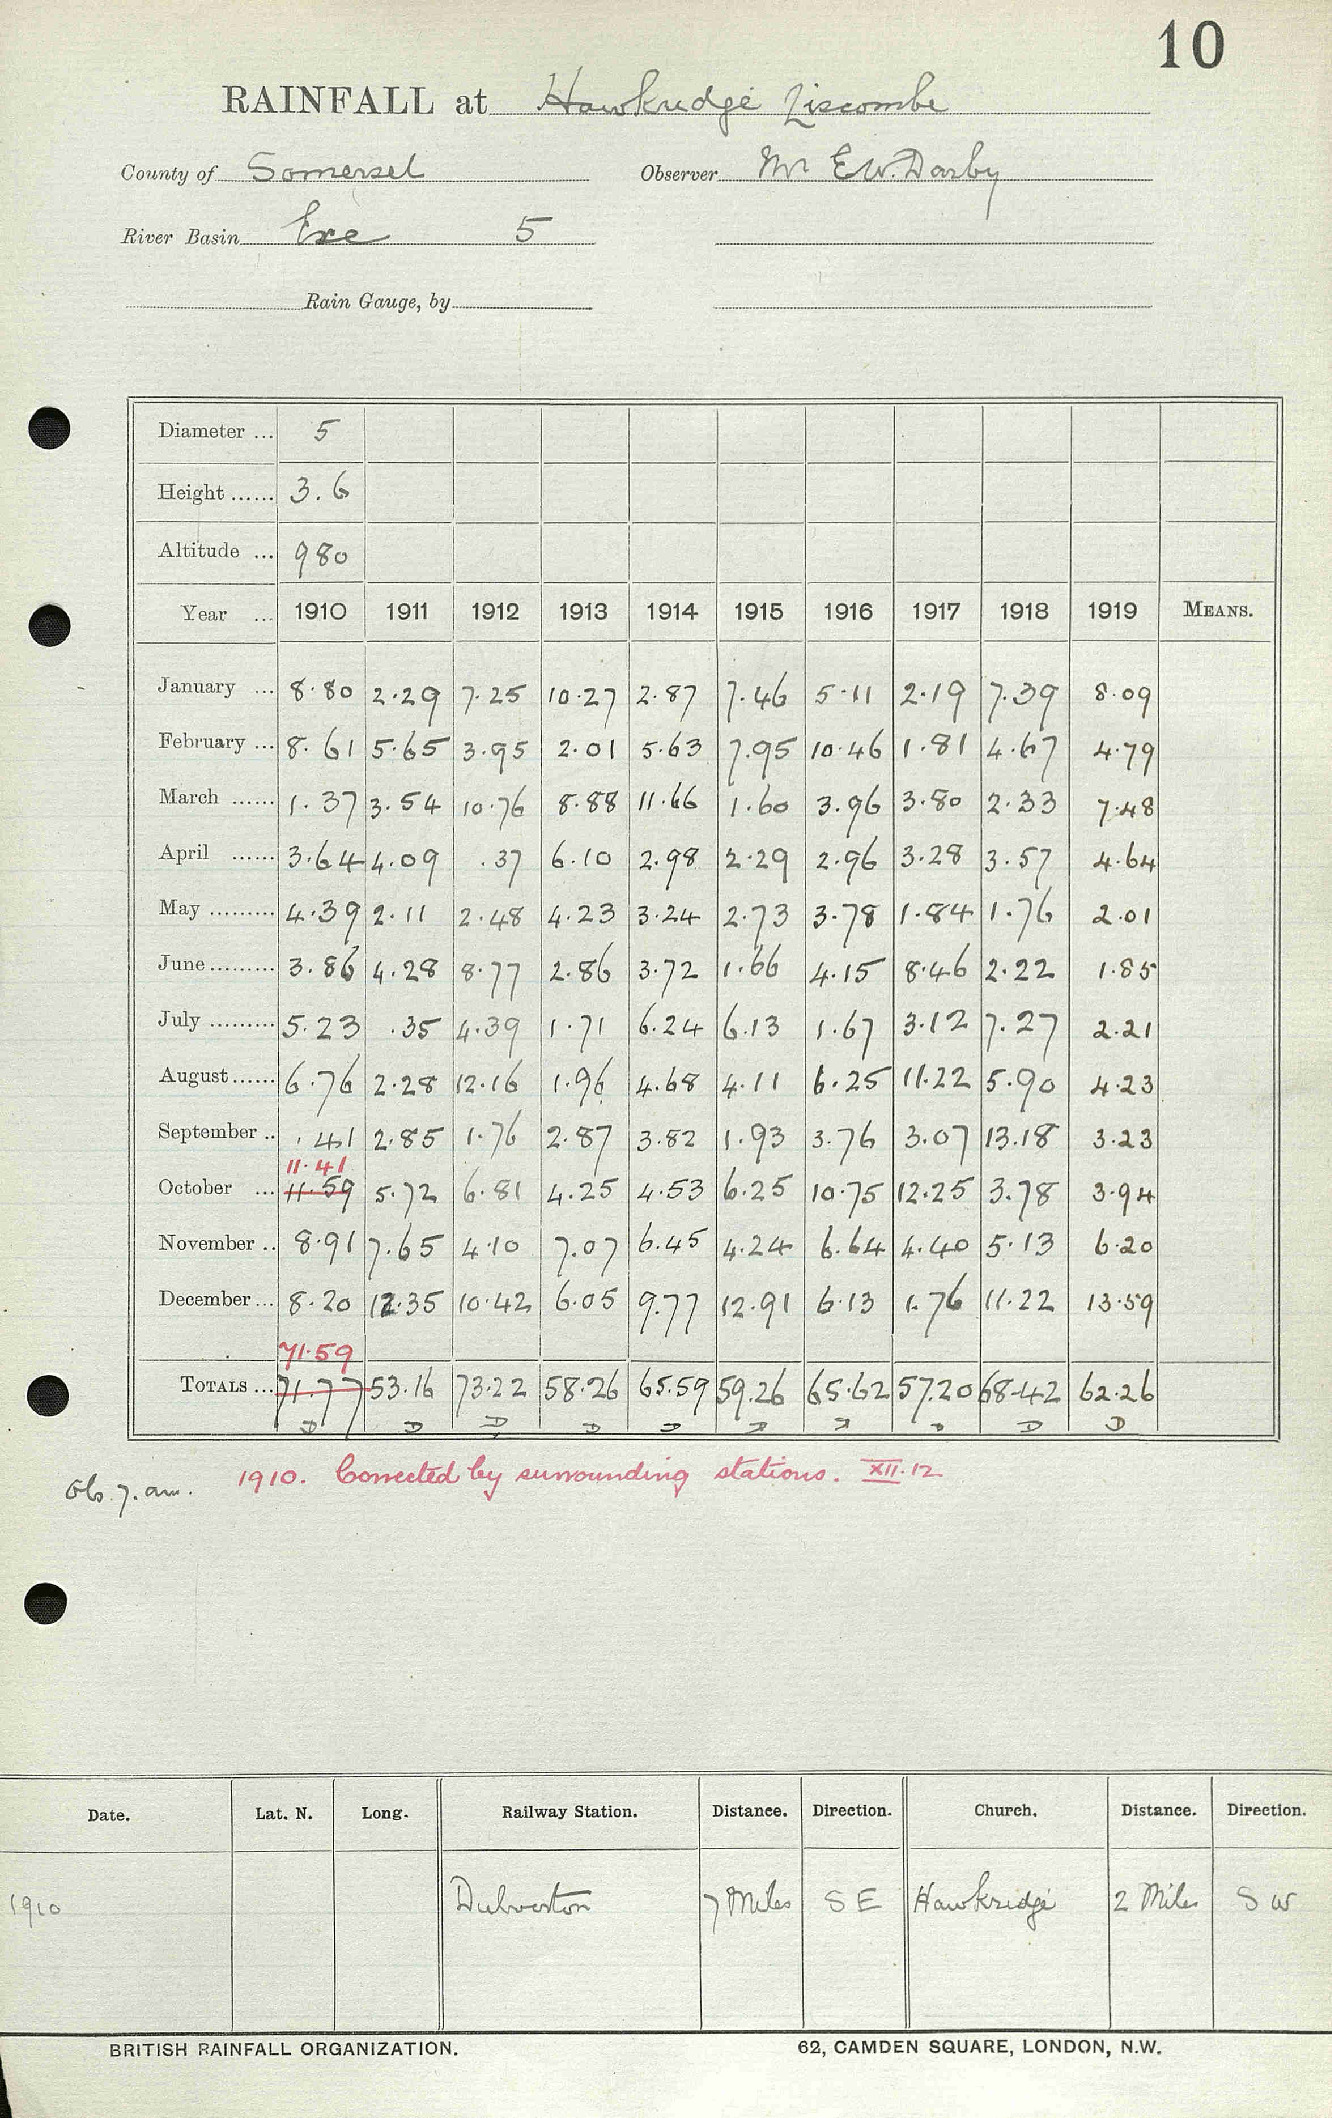 10
RAINFALL at Hawkridge Liscombe
County of Somerset Observer Mr E.W. Darby
River Basin Exe 5
Rain Gauge, by
Diameter ... 5
Height ...... 3.6
Altitude ... 980
Year ... 1910 1911 1912 1913 1914 1915 1916 1917 1918 1919 MEANS.
January ... 8.80 2.29 7.25 10.27 2.87 7.46 5.11 2.19 7.39 8.09
February ... 8.61 5.65 3.95 2.01 5.63 7.95 10.46 1.81 4.67 4.79
March ...... 1.37 3.54 10.76 8.88 11.66 1.60 3.96 3.80 2.33 7.48
April ...... 3.64 4.09 .37 6.10 2.98 2.29 2.96 3.28 3.57 4.64
May ......... 4.39 2.11 2.48 4.23 3.24 2.73 3.78 1.84 1.76 2.01
June ......... 3.86 4.28 8.77 2.86 3.72 1.66 4.15 8.46 2.22 1.85
July ......... 5.23 .35 4.39 1.71 6.24 6.13 1.67 3.12 7.27 2.21
August ...... 6.76 2.28 12.16 1.96 4.68 4.11 6.25 11.22 5.90 4.23
September .. .41 2.85 1.76 2.87 3.82 1.93 3.76 3.07 13.18 3.23
11.41
October ... 11.59 5.72 6.81 4.25 4.53 6.25 10.75 12.25 3.78 3.94
November .. 8.91 7.65 4.10 7.07 6.45 4.24 6.64 4.40 5.13 6.20
December ... 8.20 12.35 10.42 6.05 9.77 12.91 6.13 1.76 11.22 13.59
71.59
TOTALS ... 71.77 53.16 73.22 58.26 65.59 59.26 65.62 57.20 68.42 62.26
D D D D D D D D D D
1910. Corrected by surrounding stations. XII.12
Ob. 7. am.
Date. Lat. N. Long. Railway Station. Distance. Direction. Church. Distance. Direction.
1910 Dulverton 7 Miles S E Hawkridge 2 Miles S W
BRITISH RAINFALL ORGANIZATION. 62, CAMDEN SQUARE, LONDON, N.W.